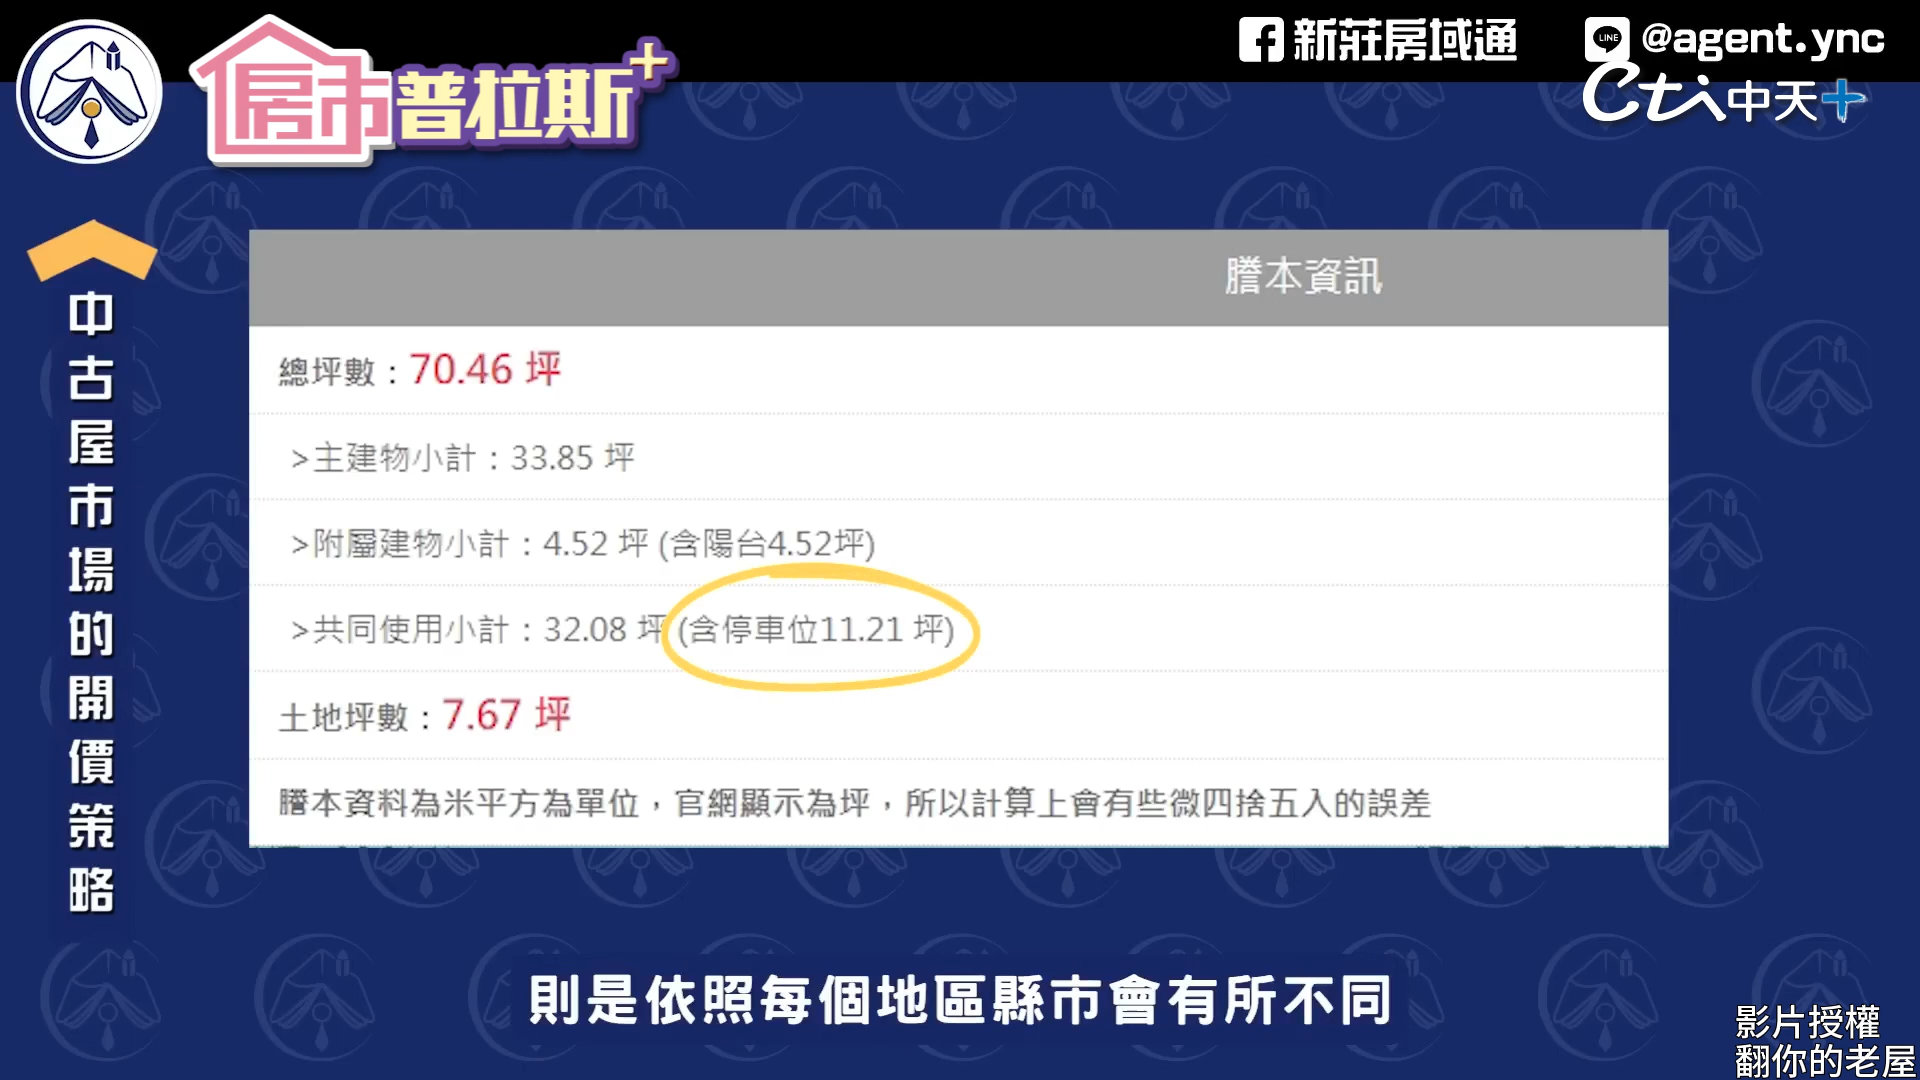 房市普拉斯+
新莊房域通
LINE
@agent.ync
Cti中天+
中古屋市場的開價策略
謄本資訊
總坪數：70.46 坪
>主建物小計：33.85 坪
>附屬建物小計：4.52 坪 (含陽台4.52坪)
>共同使用小計：32.08 坪 (含停車位11.21 坪)
土地坪數：7.67 坪
謄本資料為米平方為單位，官網顯示為坪，所以計算上會有些微四捨五入的誤差
則是依照每個地區縣市會有所不同
影片授權
翻你的老屋